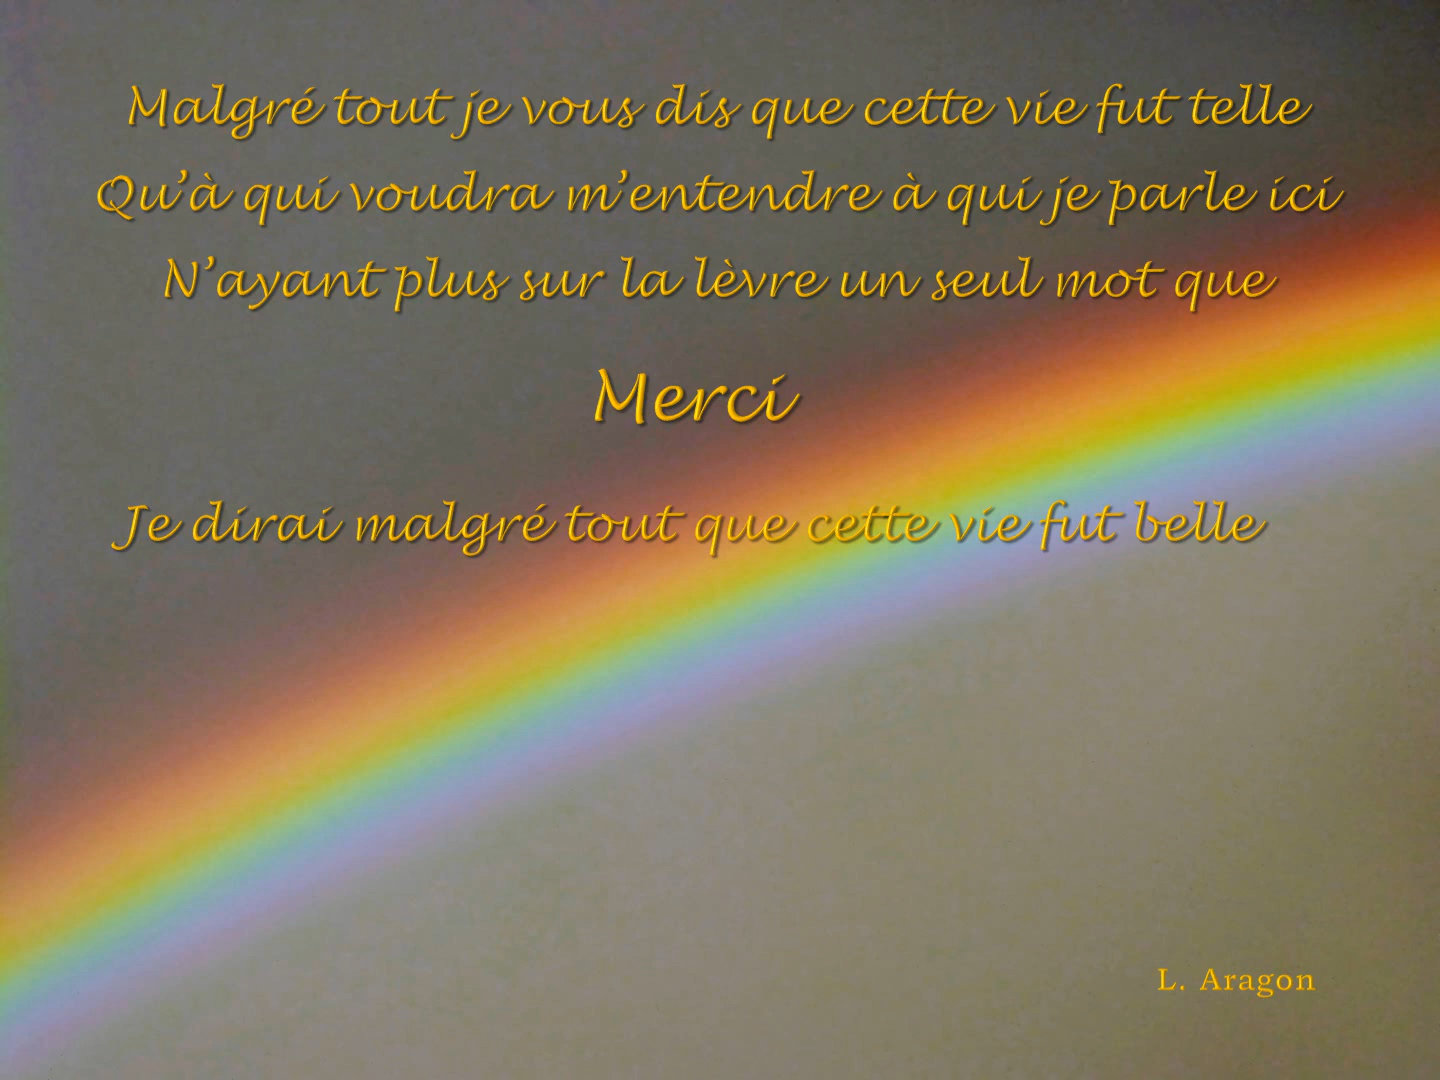 Malgré tout je vous dis que cette vie fut telle
Qu’à qui voudra m’entendre à qui je parle ici
N’ayant plus sur la lèvre un seul mot que
Merci
Je dirai malgré tout que cette vie fut belle
L. Aragon